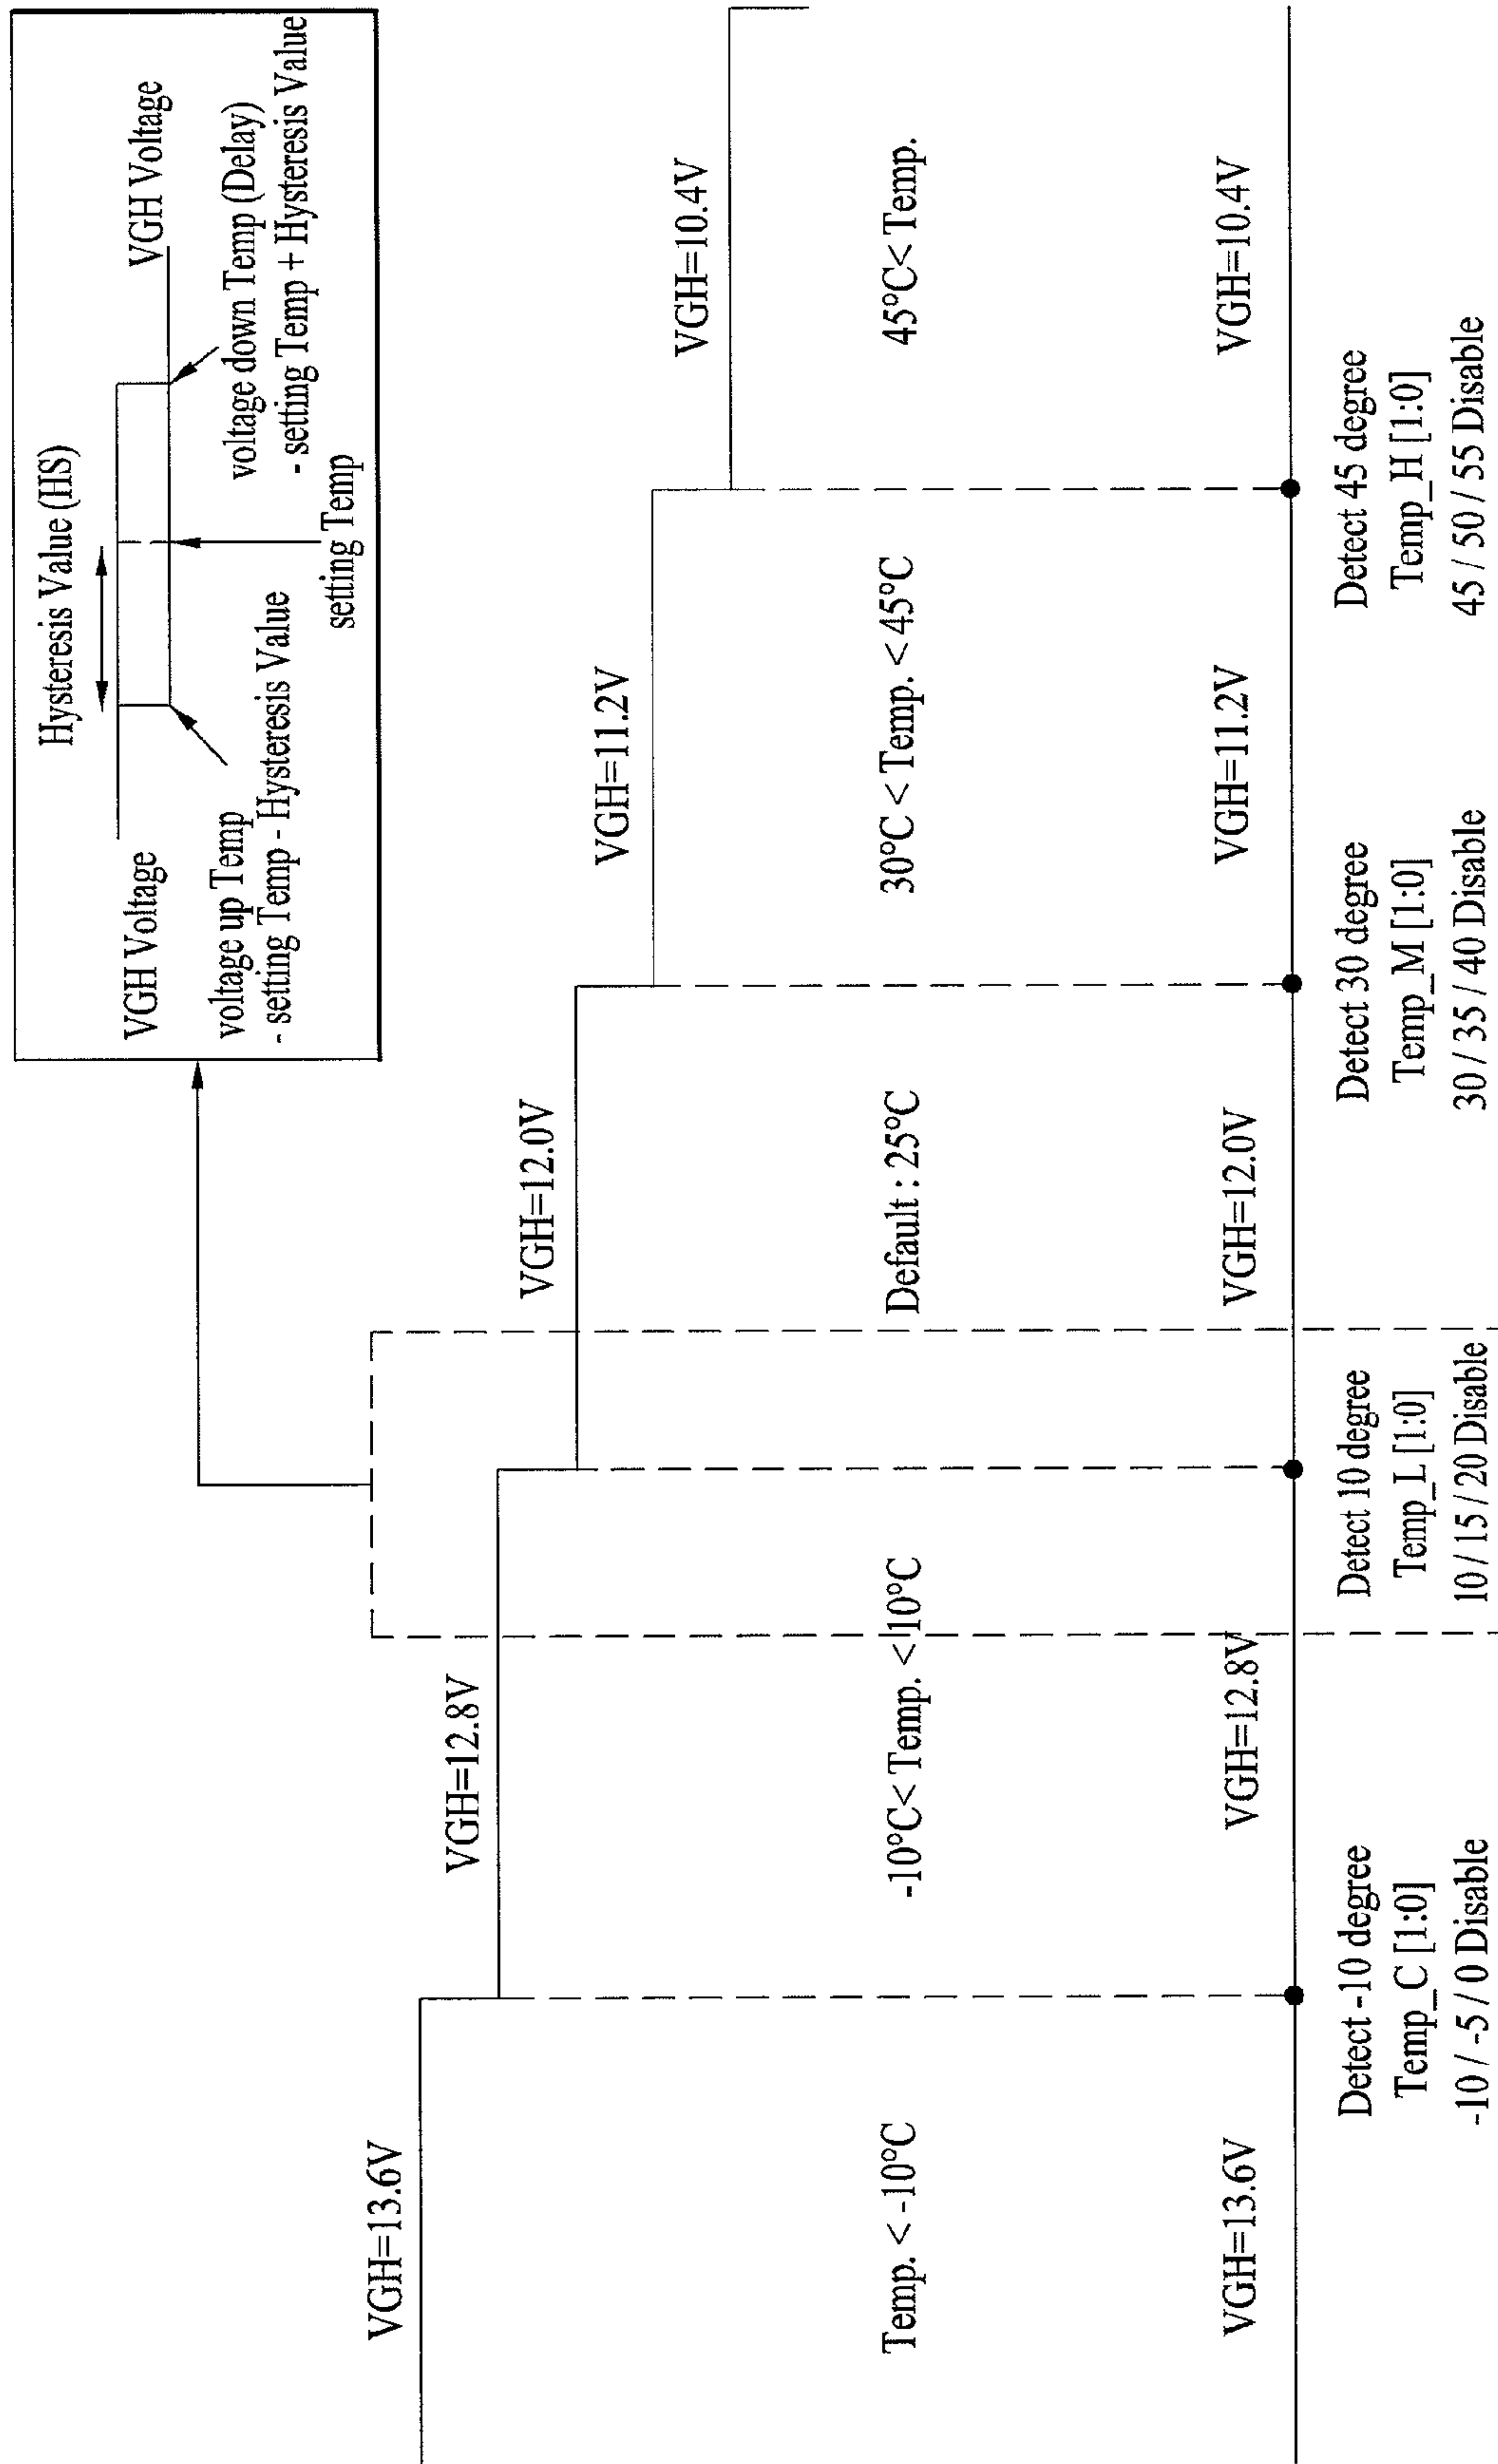 Hysteresis Value (HS)
VGH Voltage
VGH Voltage
voltage up Temp
- setting Temp - Hysteresis Value
setting Temp
voltage down Temp (Delay)
- setting Temp + Hysteresis Value
VGH=13.6V
VGH=12.8V
VGH=12.0V
VGH=11.2V
VGH=10.4V
Temp. < -10°C
-10°C< Temp. < 10°C
Default : 25°C
30°C < Temp. < 45°C
45°C< Temp.
VGH=13.6V
VGH=12.8V
VGH=12.0V
VGH=11.2V
VGH=10.4V
Detect -10 degree
Temp_C [1:0]
-10 / -5 / 0 Disable
Detect 10 degree
Temp_L [1:0]
10 / 15 / 20 Disable
Detect 30 degree
Temp_M [1:0]
30 / 35 / 40 Disable
Detect 45 degree
Temp_H [1:0]
45 / 50 / 55 Disable